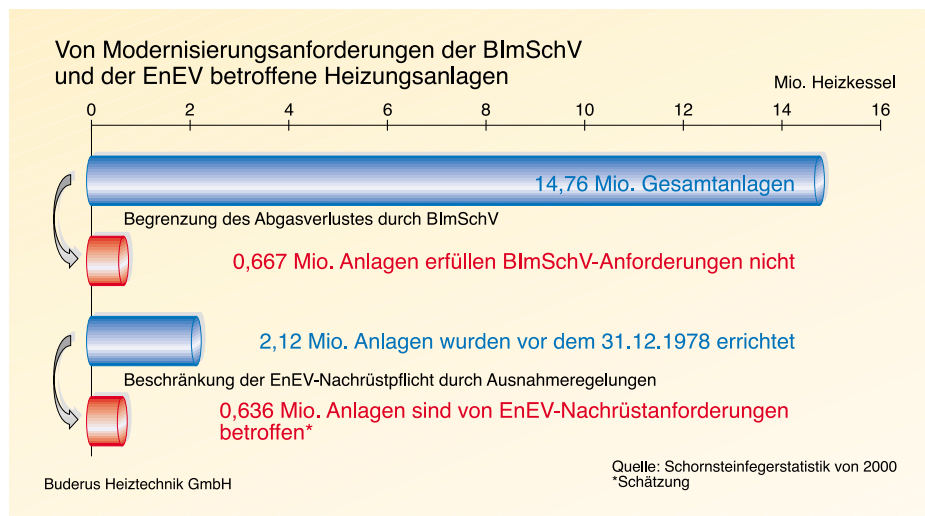 Von Modernisierungsanforderungen der BImSchV
und der EnEV betroffene Heizungsanlagen
Mio. Heizkessel
0 2 4 6 8 10 12 14 16
14,76 Mio. Gesamtanlagen
Begrenzung des Abgasverlustes durch BImSchV
0,667 Mio. Anlagen erfüllen BImSchV-Anforderungen nicht
2,12 Mio. Anlagen wurden vor dem 31.12.1978 errichtet
Beschränkung der EnEV-Nachrüstpflicht durch Ausnahmeregelungen
0,636 Mio. Anlagen sind von EnEV-Nachrüstanforderungen
betroffen*
Quelle: Schornsteinfegerstatistik von 2000
*Schätzung
Buderus Heiztechnik GmbH